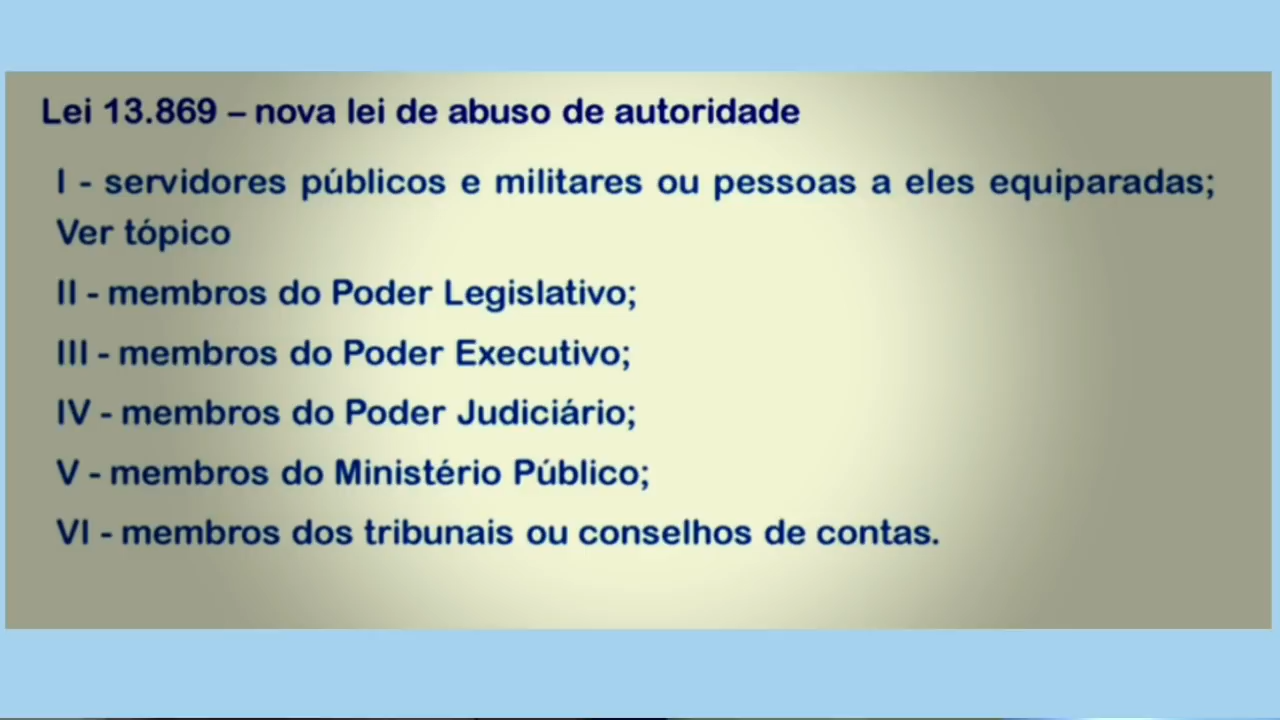 Lei 13.869 – nova lei de abuso de autoridade
I - servidores públicos e militares ou pessoas a eles equiparadas;
Ver tópico
II - membros do Poder Legislativo;
III - membros do Poder Executivo;
IV - membros do Poder Judiciário;
V - membros do Ministério Público;
VI - membros dos tribunais ou conselhos de contas.